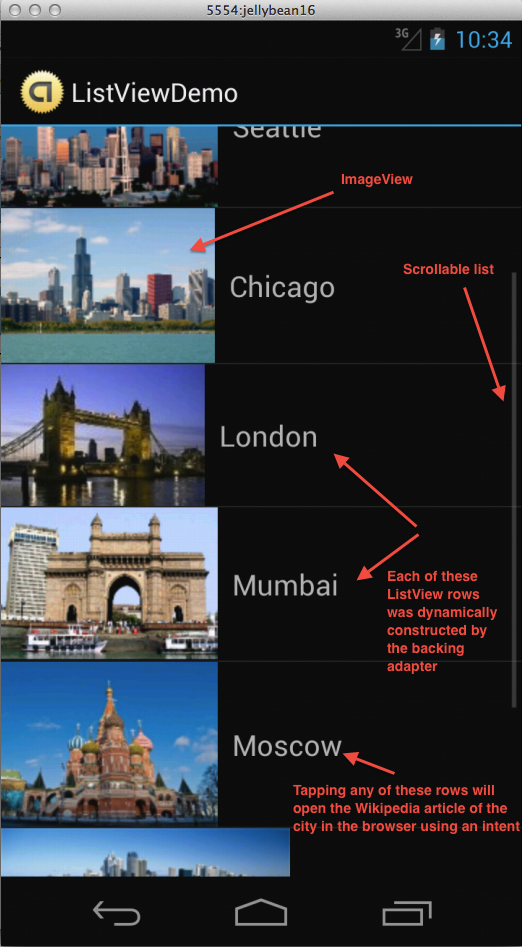 5554:jellybean16
3G
10:34
ListViewDemo
Seattle
ImageView
Chicago
Scrollable list
London
Mumbai
Each of these
ListView rows
was dynamically
constructed by
the backing
adapter
Moscow
Tapping any of these rows will
open the Wikipedia article of the
city in the browser using an intent